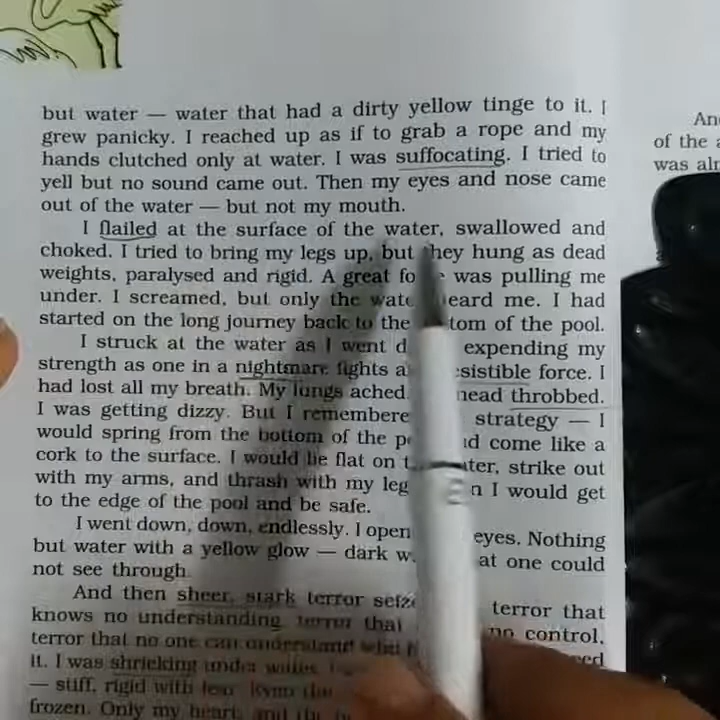 but water — water that had a dirty yellow tinge to it. I
grew panicky. I reached up as if to grab a rope and my
hands clutched only at water. I was suffocating. I tried to
yell but no sound came out. Then my eyes and nose came
out of the water — but not my mouth.
I flailed at the surface of the water, swallowed and
choked. I tried to bring my legs up, but they hung as dead
weights, paralysed and rigid. A great fo e was pulling me
under. I screamed, but only the wate eard me. I had
started on the long journey back to the tom of the pool.
I struck at the water as I went d expending my
strength as one in a nightmare fights a sistible force. I
had lost all my breath. My lungs ached. head throbbed.
I was getting dizzy. But I remembere strategy — I
would spring from the bottom of the p d come like a
cork to the surface. I would lie flat on t ter, strike out
with my arms, and thrash with my leg n I would get
to the edge of the pool and be safe.
I went down, down, endlessly. I open eyes. Nothing
but water with a yellow glow — dark w at one could
not see through
And then sheer, stark terror seize terror that
knows no understanding, terror that no control,
terror that no one can understand who h
it. I was shrieking under water.
— stiff, rigid with fear.
frozen. Only my heart, and the
An
of the a
was alr